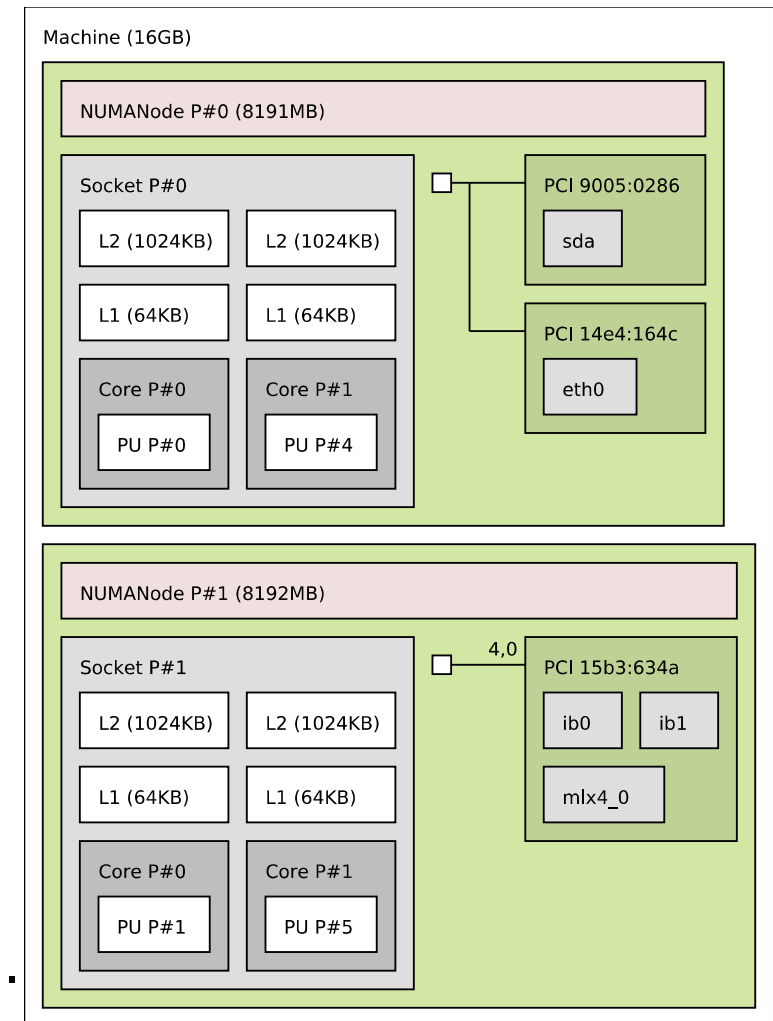 Machine (16GB)
NUMANode P#0 (8191MB)
Socket P#0
L2 (1024KB)
L2 (1024KB)
L1 (64KB)
L1 (64KB)
Core P#0
PU P#0
Core P#1
PU P#4
PCI 9005:0286
sda
PCI 14e4:164c
eth0
NUMANode P#1 (8192MB)
Socket P#1
L2 (1024KB)
L2 (1024KB)
L1 (64KB)
L1 (64KB)
Core P#0
PU P#1
Core P#1
PU P#5
4,0
PCI 15b3:634a
ib0
ib1
mlx4_0